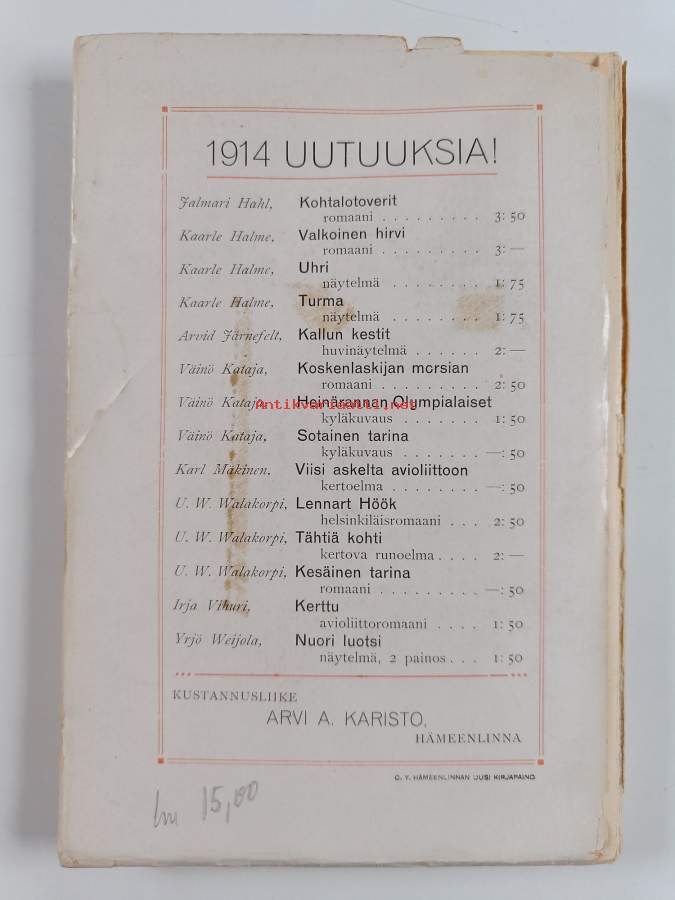 1914 UUTUUKSIA!
Jalmari Hahl, Kohtalotoverit
romaani . . . . . . . . . 3: 50
Kaarle Halme, Valkoinen hirvi
romaani . . . . . . . . . 3: —
Kaarle Halme, Uhri
näytelmä . . . . . . . . 1: 75
Kaarle Halme, Turma
näytelmä . . . . . . . . 1: 75
Arvid Järnefelt, Kallun kestit
huvinäytelmä . . . . . . 2: —
Väinö Kataja, Koskenlaskijan morsian
romaani . . . . . . . . . 2: 50
Väinö Kataja, Heinärannan Olumpialaiset
Antikvariaatti.net
kyläkuvaus . . . . . . . 1: 50
Väinö Kataja, Sotainen tarina
kyläkuvaus . . . . . . . —: 50
Karl Mäkinen, Viisi askelta avioliittoon
kertoelma . . . . . . . . —: 50
U. W. Walakorpi, Lennart Höök
helsinkiläisromaani . . . 2: 50
U. W. Walakorpi, Tähtiä kohti
kertova runoelma . . . . 2: —
U. W. Walakorpi, Kesäinen tarina
romaani . . . . . . . . . —: 50
Irja Vihuri, Kerttu
avioliittoromaani . . . . 1: 50
Yrjö Weijola, Nuori luotsi
näytelmä, 2 painos . . . 1: 50
KUSTANNUSLIIKE
ARVI A. KARISTO,
HÄMEENLINNA
O. Y. HÄMEENLINNAN UUSI KIRJAPAINO
15,00